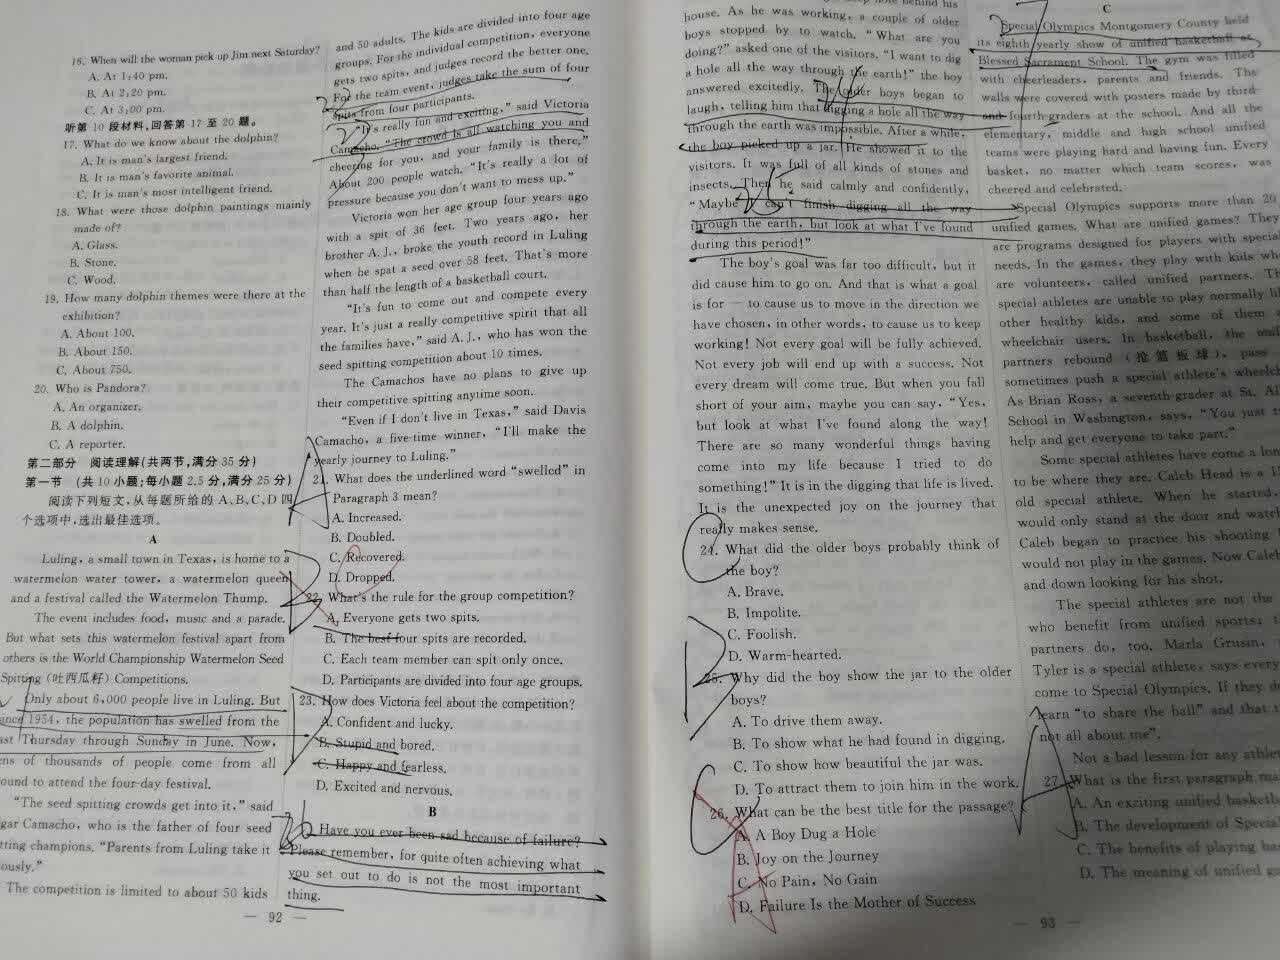 16. When will the woman pick up Jim next Saturday?
A. At 1:40 pm.
B. At 2:20 pm.
C. At 3:00 pm.
听第 10 段材料,回答第 17 至 20 题。
17. What do we know about the dolphin?
A. It is man's largest friend.
B. It is man's favorite animal.
C. It is man's most intelligent friend.
18. What were those dolphin paintings mainly
made of?
A. Glass.
B. Stone.
C. Wood.
19. How many dolphin themes were there at the
exhibition?
A. About 100.
B. About 150.
C. About 750.
20. Who is Pandora?
A. An organizer.
B. A dolphin.
C. A reporter.
第二部分 阅读理解(共两节,满分 35 分)
第一节 (共 10 小题;每小题 2.5 分,满分 25 分)
阅读下列短文,从每题所给的 A、B、C、D 四
个选项中,选出最佳选项。
A
Luling, a small town in Texas, is home to a
watermelon water tower, a watermelon queen
and a festival called the Watermelon Thump.
The event includes food, music and a parade.
But what sets this watermelon festival apart from
others is the World Championship Watermelon Seed
Spitting (吐西瓜籽) Competitions.
Only about 6,000 people live in Luling. But
since 1954, the population has swelled from the
last Thursday through Sunday in June. Now,
tens of thousands of people come from all
around to attend the four-day festival.
"The seed spitting crowds get into it," said
Camacho, who is the father of four seed
spitting champions. "Parents from Luling take it
The competition is limited to about 50 kids
and 50 adults. The kids are divided into four age
groups. For the individual competition, everyone
gets two spits, and judges record the better one.
For the team event, judges take the sum of four
spits from four participants.
"It's really fun and exciting," said Victoria
Camacho. "The crowd is all watching you and
cheering for you, and your family is there."
About 200 people watch. "It's really a lot of
pressure because you don't want to mess up."
Victoria won her age group four years ago
with a spit of 36 feet. Two years ago, her
brother A.J., broke the youth record in Luling
when he spat a seed over 58 feet. That's more
than half the length of a basketball court.
"It's fun to come out and compete every
year. It's just a really competitive spirit that all
the families have," said A.J., who has won the
seed spitting competition about 10 times.
The Camachos have no plans to give up
their competitive spitting anytime soon.
"Even if I don't live in Texas," said Davis
Camacho, a five-time winner, "I'll make the
yearly journey to Luling."
21. What does the underlined word "swelled" in
Paragraph 3 mean?
A. Increased.
B. Doubled.
C. Recovered.
D. Dropped.
22. What's the rule for the group competition?
A. Everyone gets two spits.
B. The best four spits are recorded.
C. Each team member can spit only once.
D. Participants are divided into four age groups.
23. How does Victoria feel about the competition?
A. Confident and lucky.
B. Stupid and bored.
C. Happy and fearless.
D. Excited and nervous.
B
Have you ever been sad because of failure?
Please remember, for quite often achieving what
you set out to do is not the most important
thing.
— 92 —
hole behind his
house. As he was working, a couple of older
boys stopped by to watch. "What are you
doing?" asked one of the visitors. "I want to dig
a hole all the way through the earth!" the boy
answered excitedly. The older boys began to
laugh, telling him that digging a hole all the way
through the earth was impossible. After a while,
the boy picked up a jar. He showed it to the
visitors. It was full of all kinds of stones and
insects. Then he said calmly and confidently,
"Maybe I can't finish digging all the way
through the earth, but look at what I've found
during this period!"
The boy's goal was far too difficult, but it
did cause him to go on. And that is what a goal
is for — to cause us to move in the direction we
have chosen, in other words, to cause us to keep
working! Not every goal will be fully achieved.
Not every job will end up with a success. Not
every dream will come true. But when you fall
short of your aim, maybe you can say, "Yes,
but look at what I've found along the way!
There are so many wonderful things having
come into my life because I tried to do
something!" It is in the digging that life is lived.
It is the unexpected joy on the journey that
really makes sense.
24. What did the older boys probably think of
the boy?
A. Brave.
B. Impolite.
C. Foolish.
D. Warm-hearted.
25. Why did the boy show the jar to the older
boys?
A. To drive them away.
B. To show what he had found in digging.
C. To show how beautiful the jar was.
D. To attract them to join him in the work.
26. What can be the best title for the passage?
A. A Boy Dug a Hole
B. Joy on the Journey
C. No Pain, No Gain
D. Failure Is the Mother of Success
C
Special Olympics Montgomery County held
its eighth yearly show of unified basketball at
Blessed Sacrament School. The gym was filled
with cheerleaders, parents and friends. The
walls were covered with posters made by third-
and fourth-graders at the school. And all the
elementary, middle and high school unified
teams were playing hard and having fun. Every
basket, no matter which team scores, was
cheered and celebrated.
Special Olympics supports more than 20
unified games. What are unified games? They
are programs designed for players with special
needs. In the games, they play with kids who
are volunteers, called unified partners. The
special athletes are unable to play normally like
other healthy kids, and some of them are
wheelchair users. In basketball, the unified
partners rebound (抢篮板球), pass
sometimes push a special athlete's wheelchair.
As Brian Ross, a seventh-grader at St.
School in Washington, says, "You just
help and get everyone to take part."
Some special athletes have come a long
to be where they are. Caleb Head is a
old special athlete. When he started,
would only stand at the door and watch
Caleb began to practice his shooting
would not play in the games. Now Caleb
and down looking for his shot.
The special athletes are not the
who benefit from unified sports;
partners do, too. Marla Grusin,
Tyler is a special athlete, says every
come to Special Olympics. If they
learn "to share the ball" and that
not all about me".
Not a bad lesson for any
27. What is the first paragraph
A. An exciting unified
B. The development of Special
C. The benefits of playing
D. The meaning of unified
— 93 —